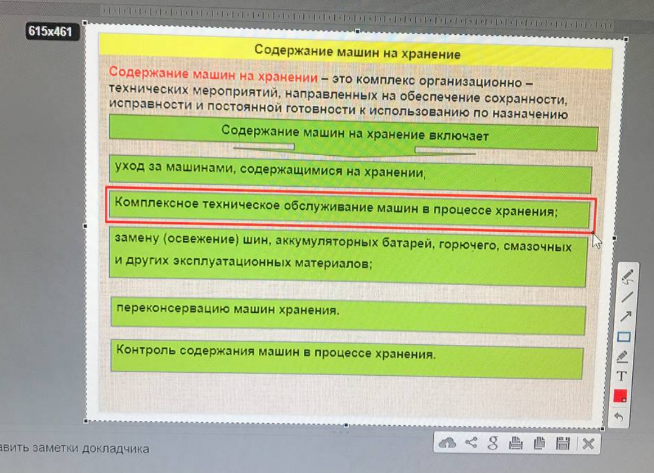 615x461
Содержание машин на хранение
Содержание машин на хранении – это комплекс организационно –
технических мероприятий, направленных на обеспечение сохранности,
исправности и постоянной готовности к использованию по назначению
Содержание машин на хранение включает
уход за машинами, содержащимися на хранении;
Комплексное техническое обслуживание машин в процессе хранения;
замену (освежение) шин, аккумуляторных батарей, горючего, смазочных
и других эксплуатационных материалов;
переконсервацию машин хранения.
Контроль содержания машин в процессе хранения.
T
g
авить заметки докладчика